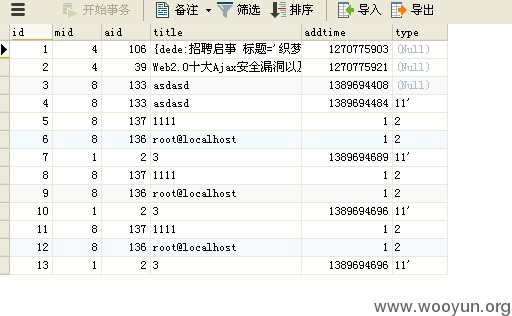 开始事务 备注 筛选 排序 导入 导出
id mid aid title addtime type
1 4 106 {dede:招聘启事 标题='织梦 1270775903 (Null)
2 4 39 Web2.0十大Ajax安全漏洞以及 1270775921 (Null)
3 8 133 asdasd 1389694408 (Null)
4 8 133 asdasd 1389694484 11'
5 8 137 1111 1 2
6 8 136 root@localhost 1 2
7 1 2 3 1389694689 11'
8 8 137 1111 1 2
9 8 136 root@localhost 1 2
10 1 2 3 1389694696 11'
11 8 137 1111 1 2
12 8 136 root@localhost 1 2
13 1 2 3 1389694696 11'
www.wooyun.org